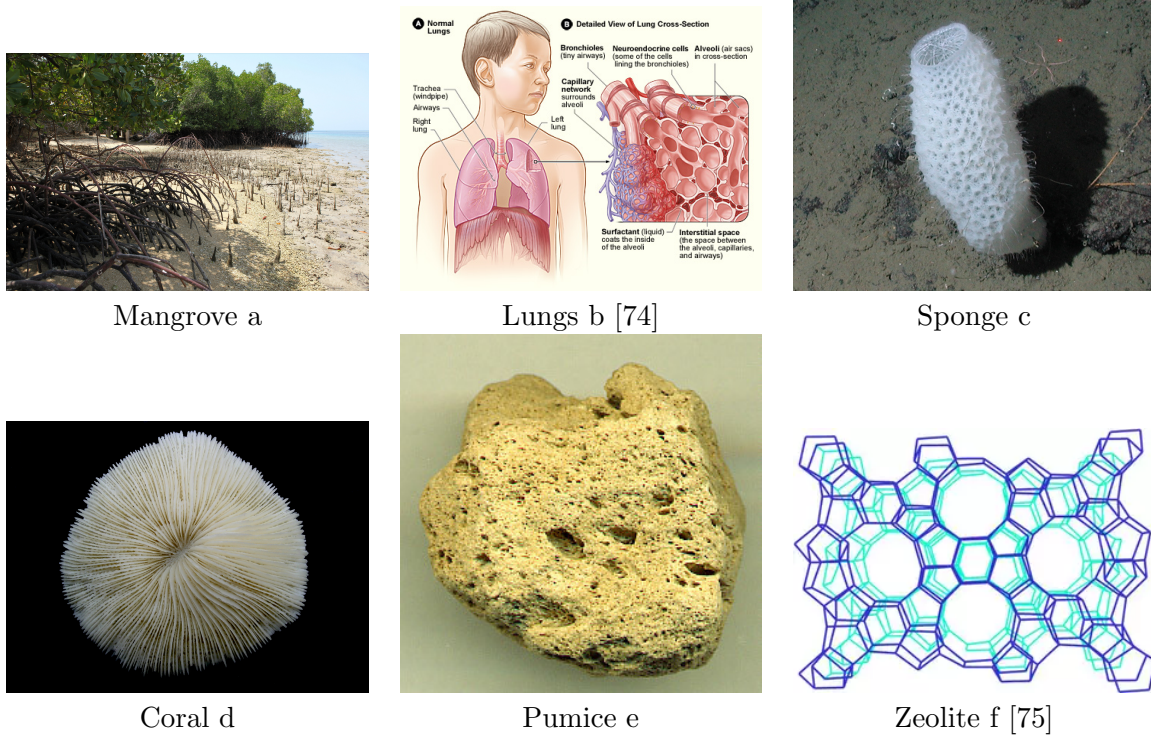 A Normal
Lungs
B Detailed View of Lung Cross-Section
Bronchioles
(tiny airways)
Neuroendocrine cells
(some of the cells
lining the bronchioles)
Alveoli (air sacs)
in cross-section
Capillary
network
surrounds
alveoli
Trachea
(windpipe)
Airways
Right
lung
Left
lung
Surfactant (liquid)
coats the inside
of the alveoli
Interstitial space
(the space between
the alveoli, capillaries,
and airways)
Mangrove a
Lungs b [74]
Sponge c
Coral d
Pumice e
Zeolite f [75]